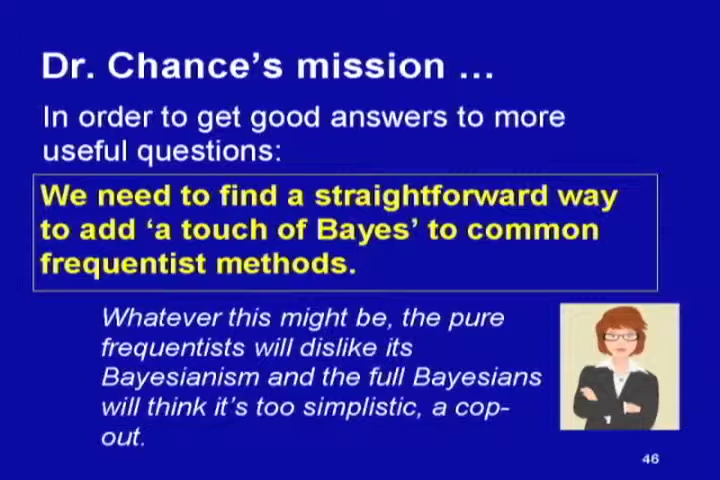 Dr. Chance’s mission …
In order to get good answers to more
useful questions:
We need to find a straightforward way
to add ‘a touch of Bayes’ to common
frequentist methods.
Whatever this might be, the pure
frequentists will dislike its
Bayesianism and the full Bayesians
will think it’s too simplistic, a cop-
out.
46